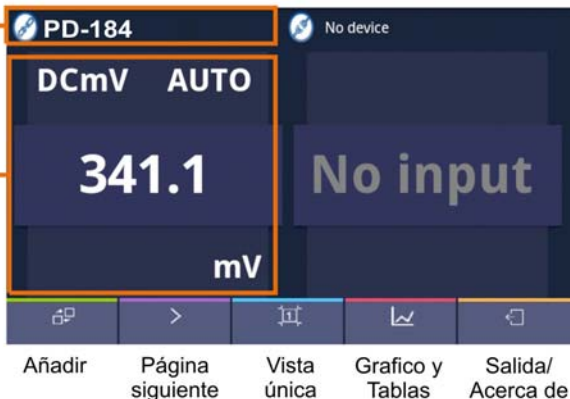 PD-184
No device
DCmV AUTO
341.1
No input
mV
1
Añadir
Página
siguiente
Vista
única
Grafico y
Tablas
Salida/
Acerca de